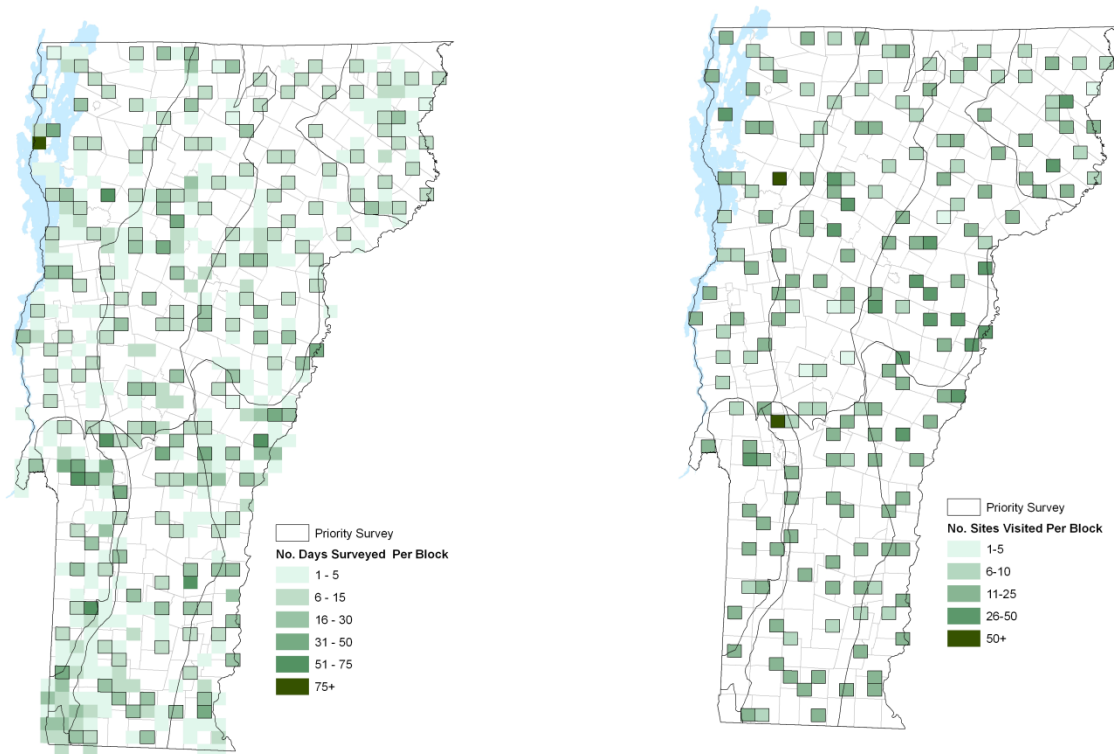 Priority Survey
No. Days Surveyed Per Block
1 - 5
6 - 15
16 - 30
31 - 50
51 - 75
75+
Priority Survey
No. Sites Visited Per Block
1-5
6-10
11-25
26-50
50+